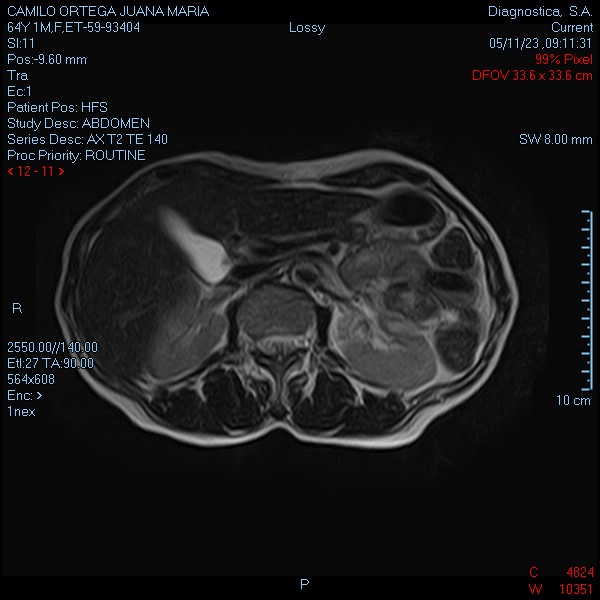 CAMILO ORTEGA JUANA MARIA
64Y 1M,F,ET-59-93404
Sl:11
Pos:-9.60 mm
Tra
Ec:1
Patient Pos: HFS
Study Desc: ABDOMEN
Series Desc: AX T2 TE 140
Proc Priority: ROUTINE
< 12 - 11 >
Lossy
Diagnostica, S.A.
Current
05/11/23 ,09:11:31
99% Pixel
DFOV 33.6 x 33.6 cm
SW 8.00 mm
R
2550.00//140.00
Etl:27 TA:90.00
564x608
Enc: >
1nex
10 cm
P
C 4824
W 10351